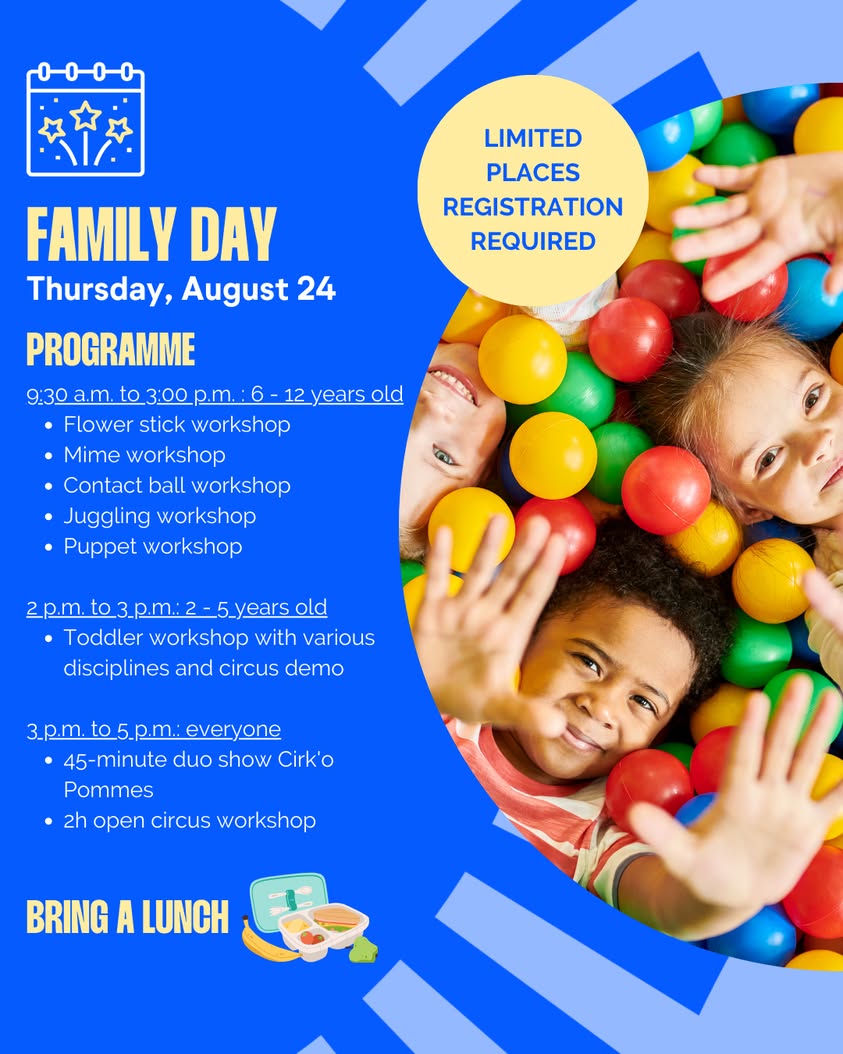 LIMITED
PLACES
REGISTRATION
REQUIRED
FAMILY DAY
Thursday, August 24
PROGRAMME
9:30 a.m. to 3:00 p.m. : 6 - 12 years old
• Flower stick workshop
• Mime workshop
• Contact ball workshop
• Juggling workshop
• Puppet workshop
2 p.m. to 3 p.m.: 2 - 5 years old
• Toddler workshop with various
disciplines and circus demo
3 p.m. to 5 p.m.: everyone
• 45-minute duo show Cirk'o
Pommes
• 2h open circus workshop
BRING A LUNCH